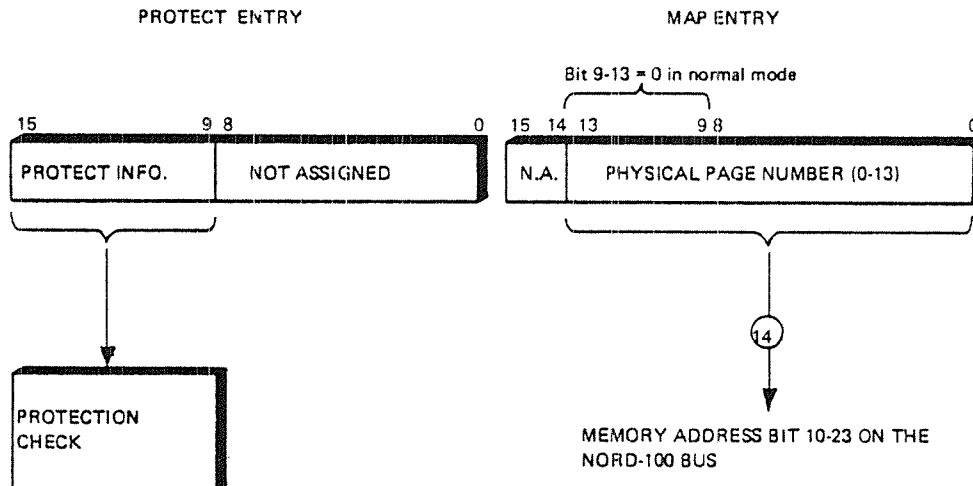 PROTECT ENTRY
MAP ENTRY
Bit 9-13 = 0 in normal mode
15 9 8 0
15 14 13 9 8 0
PROTECT INFO. NOT ASSIGNED
N.A. PHYSICAL PAGE NUMBER (0-13)
14
PROTECTION
CHECK
MEMORY ADDRESS BIT 10-23 ON THE
NORD-100 BUS